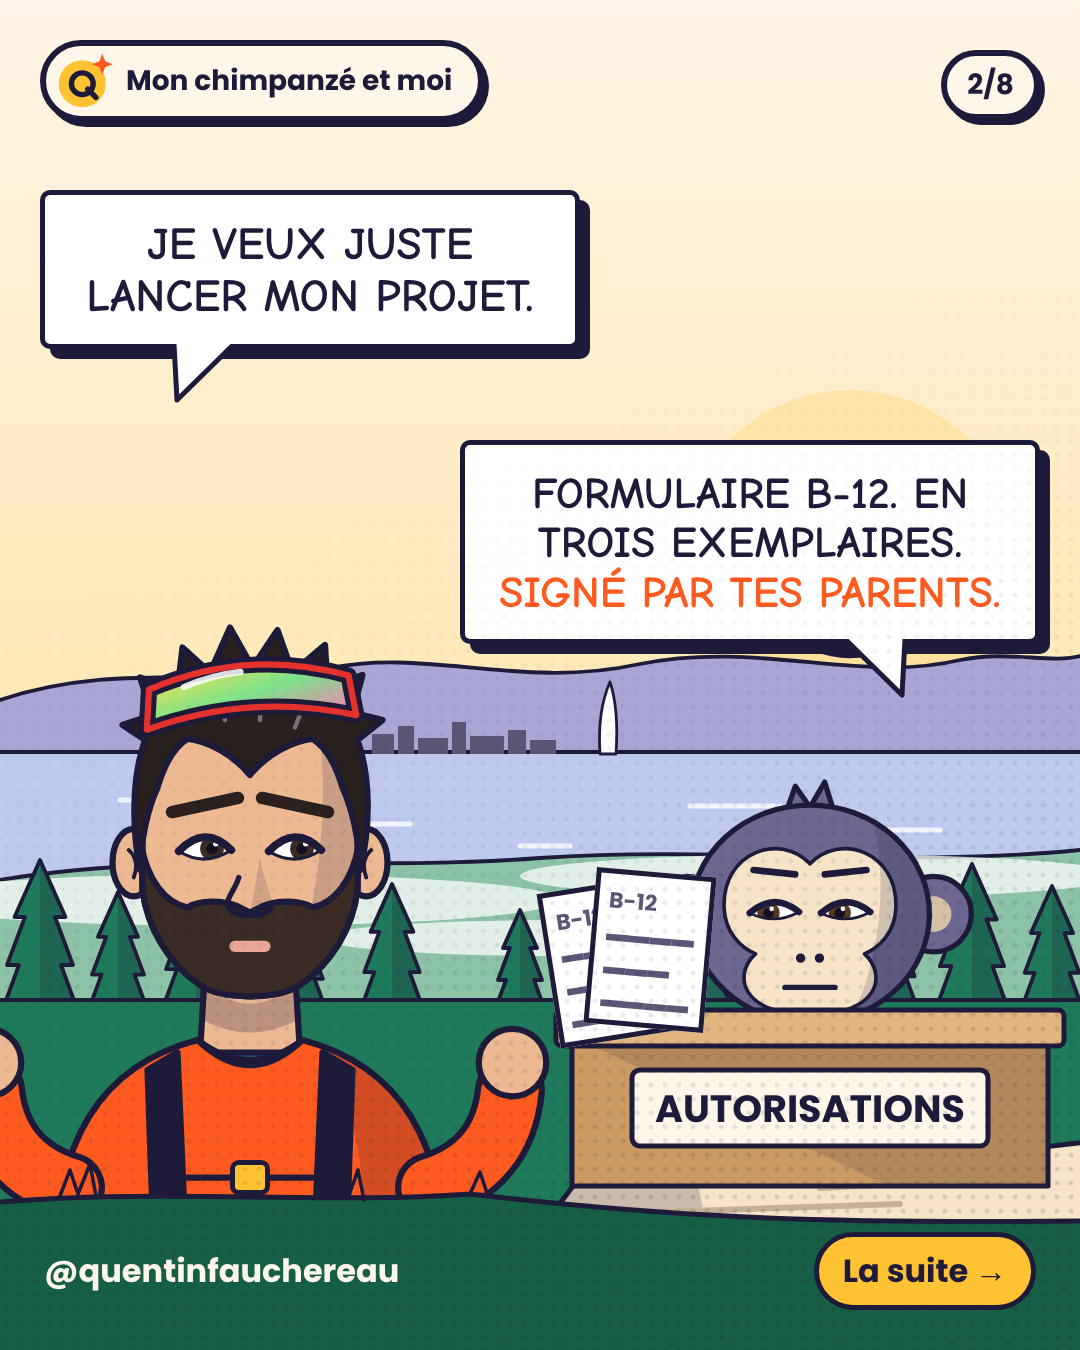 Q Mon chimpanzé et moi
2/8
JE VEUX JUSTE
LANCER MON PROJET.
FORMULAIRE B-12. EN
TROIS EXEMPLAIRES.
SIGNÉ PAR TES PARENTS.
B-1
B-12
AUTORISATIONS
@quentinfauchereau
La suite →